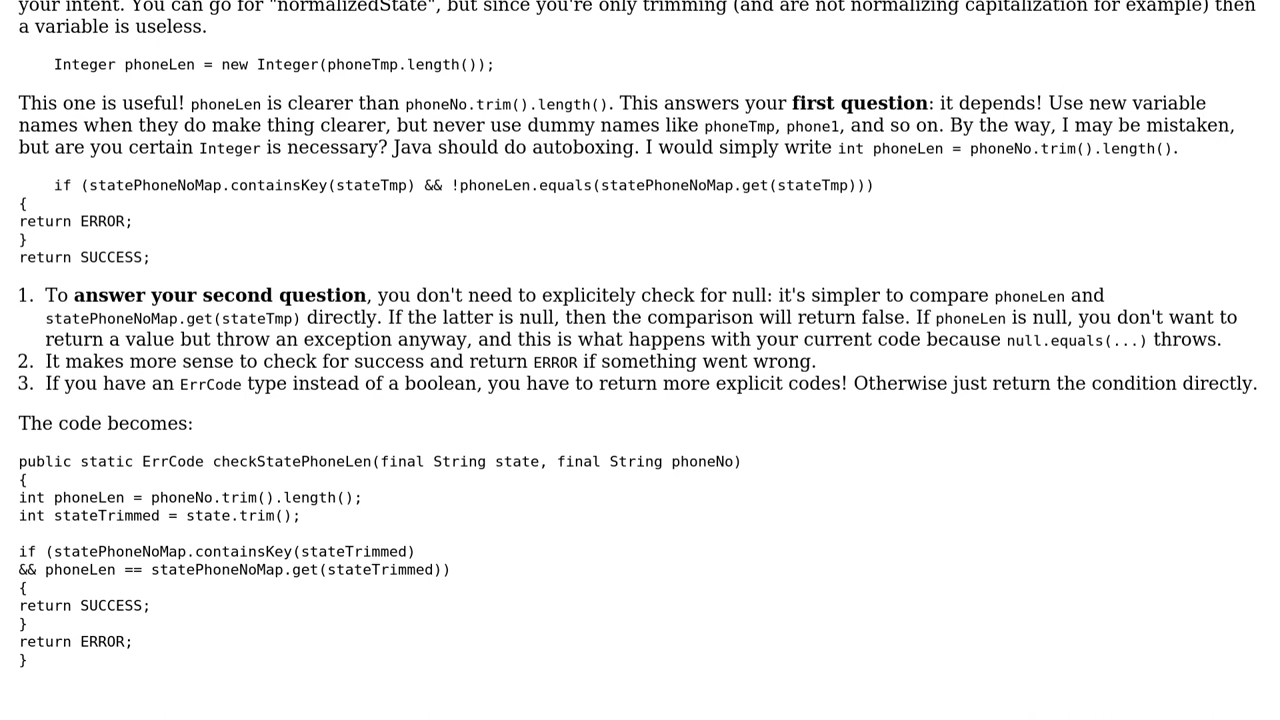 your intent. You can go for "normalizedState", but since you're only trimming (and are not normalizing capitalization for example) then
a variable is useless.
Integer phoneLen = new Integer(phoneTmp.length());
This one is useful! phoneLen is clearer than phoneNo.trim().length(). This answers your first question: it depends! Use new variable
names when they do make thing clearer, but never use dummy names like phoneTmp, phone1, and so on. By the way, I may be mistaken,
but are you certain Integer is necessary? Java should do autoboxing. I would simply write int phoneLen = phoneNo.trim().length().
if (statePhoneNoMap.containsKey(stateTmp) && !phoneLen.equals(statePhoneNoMap.get(stateTmp)))
{
return ERROR;
}
return SUCCESS;
1. To answer your second question, you don't need to explicitely check for null: it's simpler to compare phoneLen and
statePhoneNoMap.get(stateTmp) directly. If the latter is null, then the comparison will return false. If phoneLen is null, you don't want to
return a value but throw an exception anyway, and this is what happens with your current code because null.equals(...) throws.
2. It makes more sense to check for success and return ERROR if something went wrong.
3. If you have an ErrCode type instead of a boolean, you have to return more explicit codes! Otherwise just return the condition directly.
The code becomes:
public static ErrCode checkStatePhoneLen(final String state, final String phoneNo)
{
int phoneLen = phoneNo.trim().length();
int stateTrimmed = state.trim();
if (statePhoneNoMap.containsKey(stateTrimmed)
&& phoneLen == statePhoneNoMap.get(stateTrimmed))
{
return SUCCESS;
}
return ERROR;
}